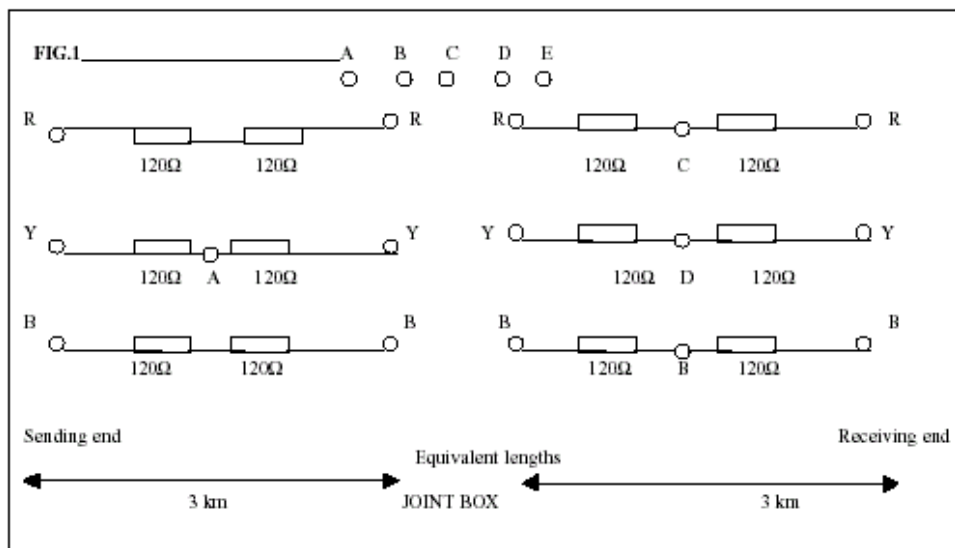 FIG.1 A B C D E
R R R R
120Ω 120Ω 120Ω C 120Ω
Y Y Y Y
120Ω A 120Ω 120Ω D 120Ω
B B B B
120Ω 120Ω 120Ω B 120Ω
Sending end Receiving end
Equivalent lengths
3 km JOINT BOX 3 km